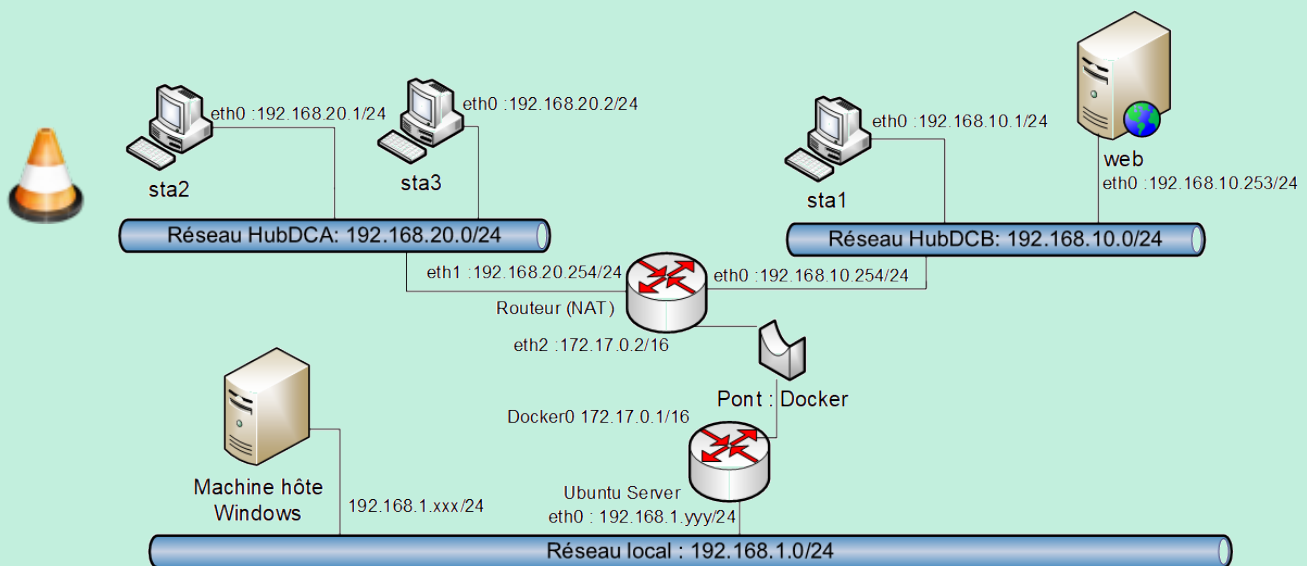 eth0 :192.168.20.1/24
eth0 :192.168.20.2/24
eth0 :192.168.10.1/24
sta2
sta3
sta1
web
eth0 :192.168.10.253/24
Réseau HubDCA: 192.168.20.0/24
Réseau HubDCB: 192.168.10.0/24
eth1 :192.168.20.254/24
eth0 :192.168.10.254/24
Routeur (NAT)
eth2 :172.17.0.2/16
Pont : Docker
Docker0 172.17.0.1/16
Machine hôte
Windows
192.168.1.xxx/24
Ubuntu Server
eth0 : 192.168.1.yyy/24
Réseau local : 192.168.1.0/24